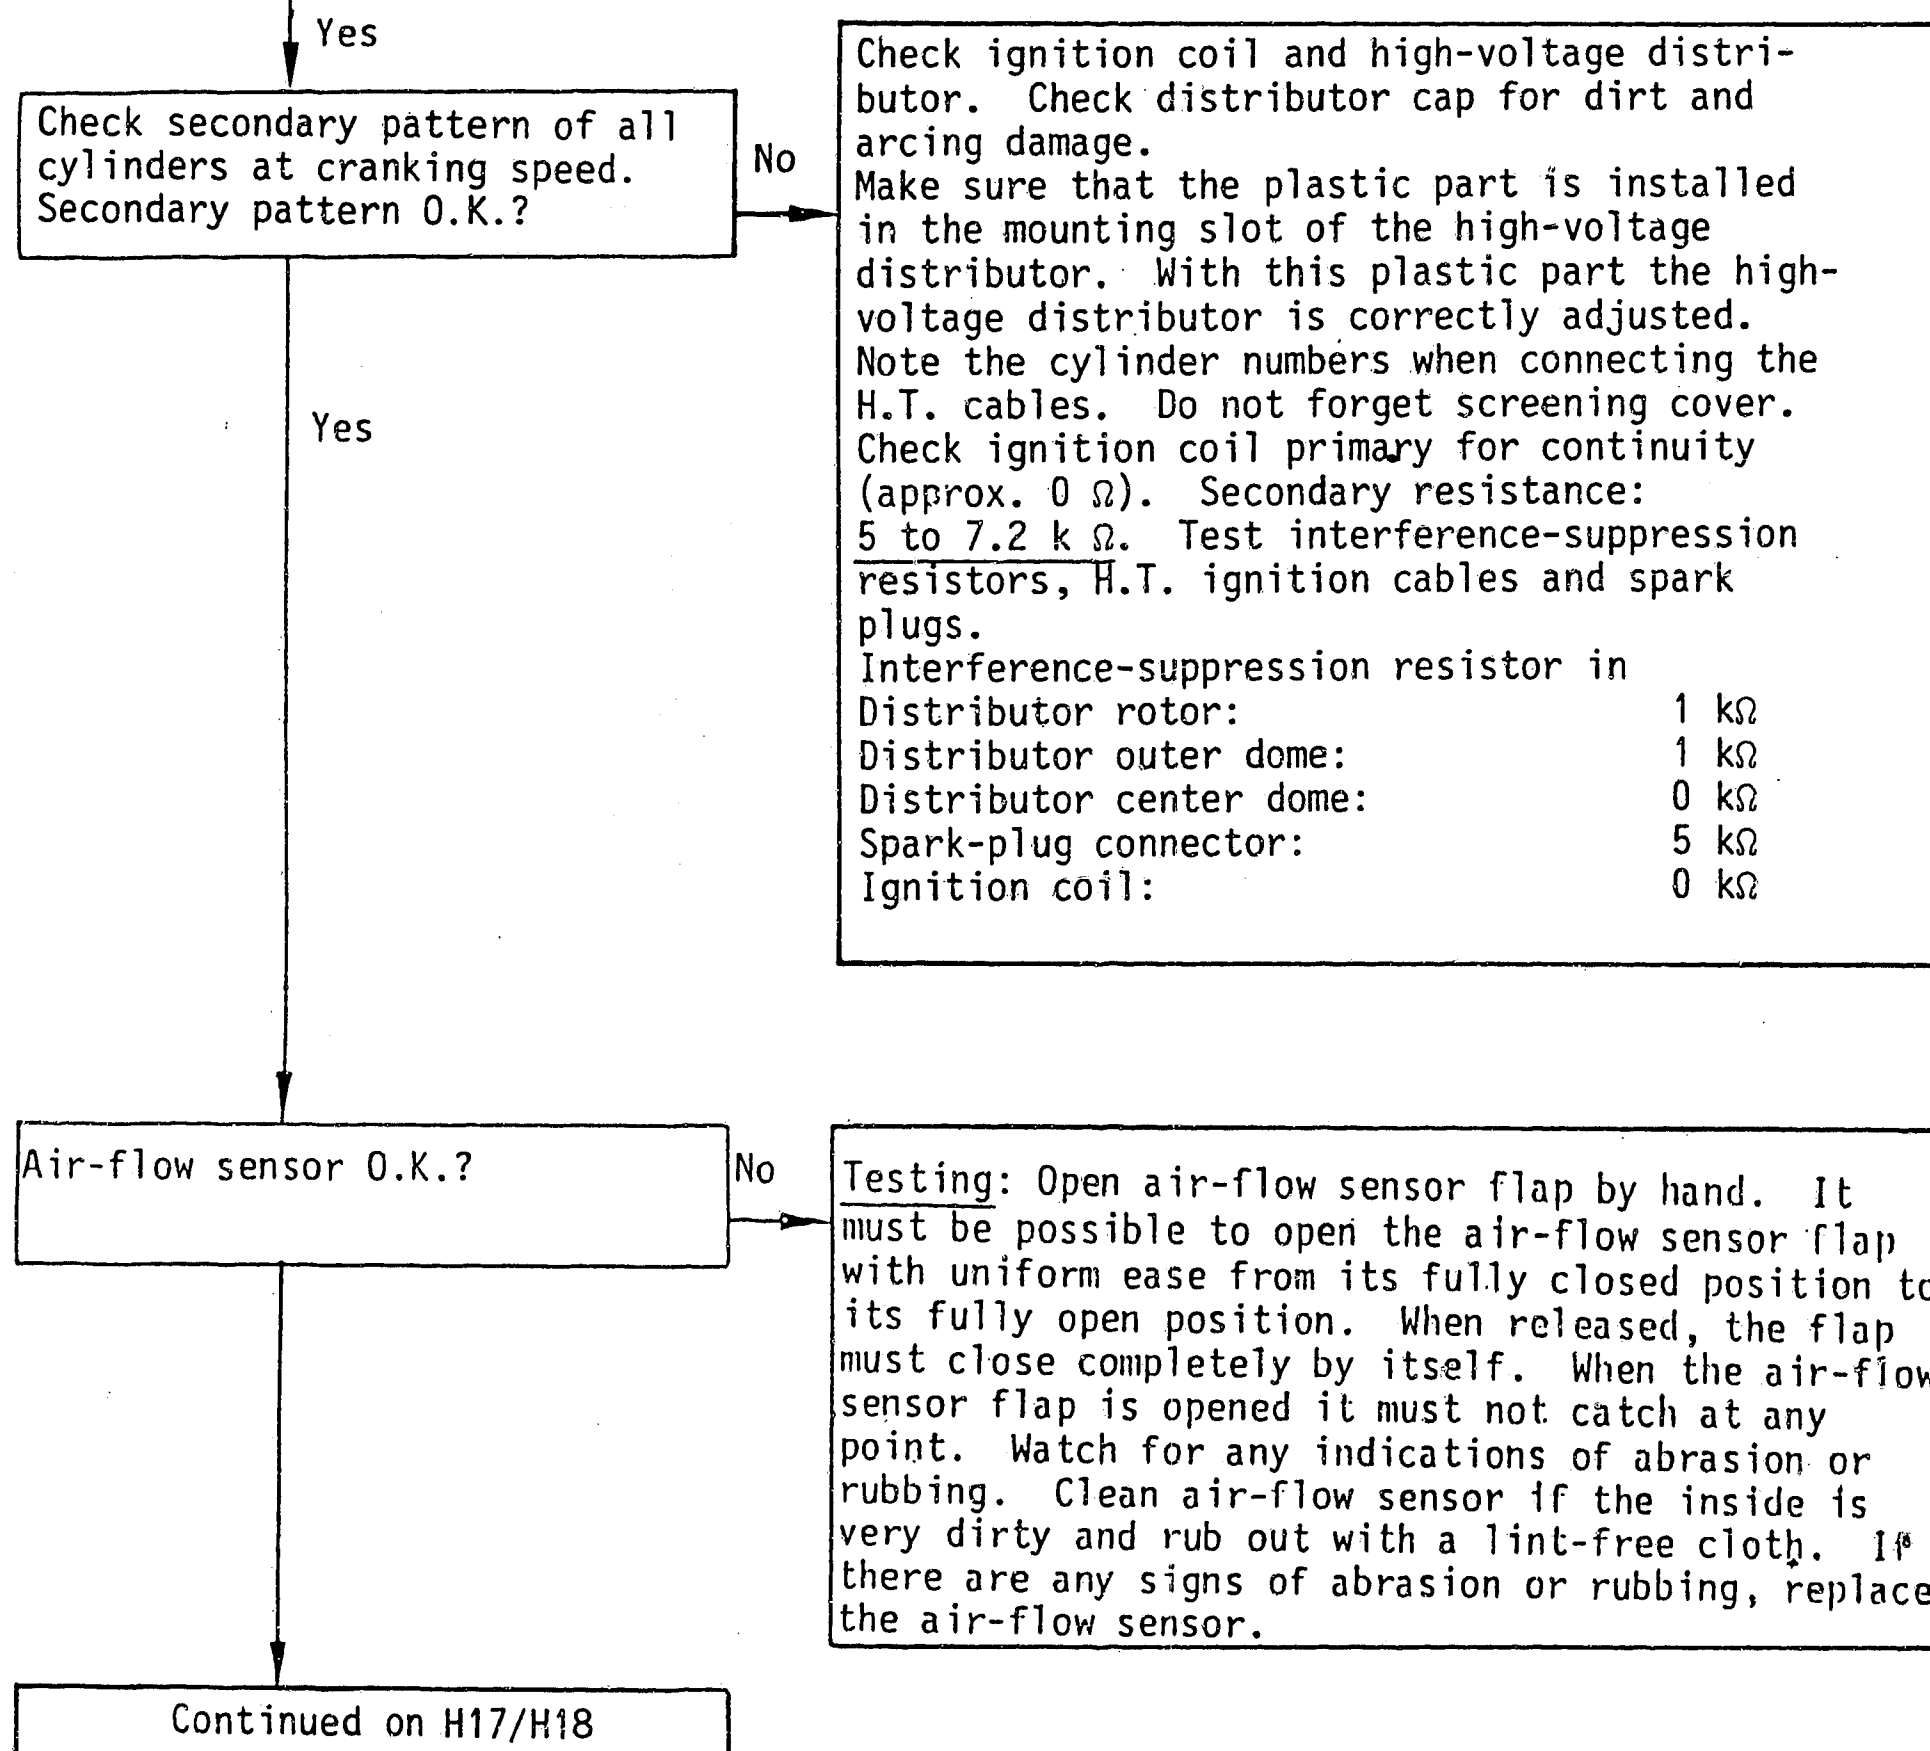 Yes
Check secondary pattern of all
cylinders at cranking speed.
Secondary pattern O.K.?
No
Check ignition coil and high-voltage distri-
butor. Check distributor cap for dirt and
arcing damage.
Make sure that the plastic part is installed
in the mounting slot of the high-voltage
distributor. With this plastic part the high-
voltage distributor is correctly adjusted.
Note the cylinder numbers when connecting the
H.T. cables. Do not forget screening cover.
Check ignition coil primary for continuity
(approx. 0 Ω). Secondary resistance:
5 to 7.2 k Ω. Test interference-suppression
resistors, H.T. ignition cables and spark
plugs.
Interference-suppression resistor in
Distributor rotor: 1 kΩ
Distributor outer dome: 1 kΩ
Distributor center dome: 0 kΩ
Spark-plug connector: 5 kΩ
Ignition coil: 0 kΩ
Yes
Air-flow sensor O.K.?
No
Testing: Open air-flow sensor flap by hand. It
must be possible to open the air-flow sensor flap
with uniform ease from its fully closed position to
its fully open position. When released, the flap
must close completely by itself. When the air-flow
sensor flap is opened it must not catch at any
point. Watch for any indications of abrasion or
rubbing. Clean air-flow sensor if the inside is
very dirty and rub out with a lint-free cloth. If
there are any signs of abrasion or rubbing, replace
the air-flow sensor.
Continued on H17/H18